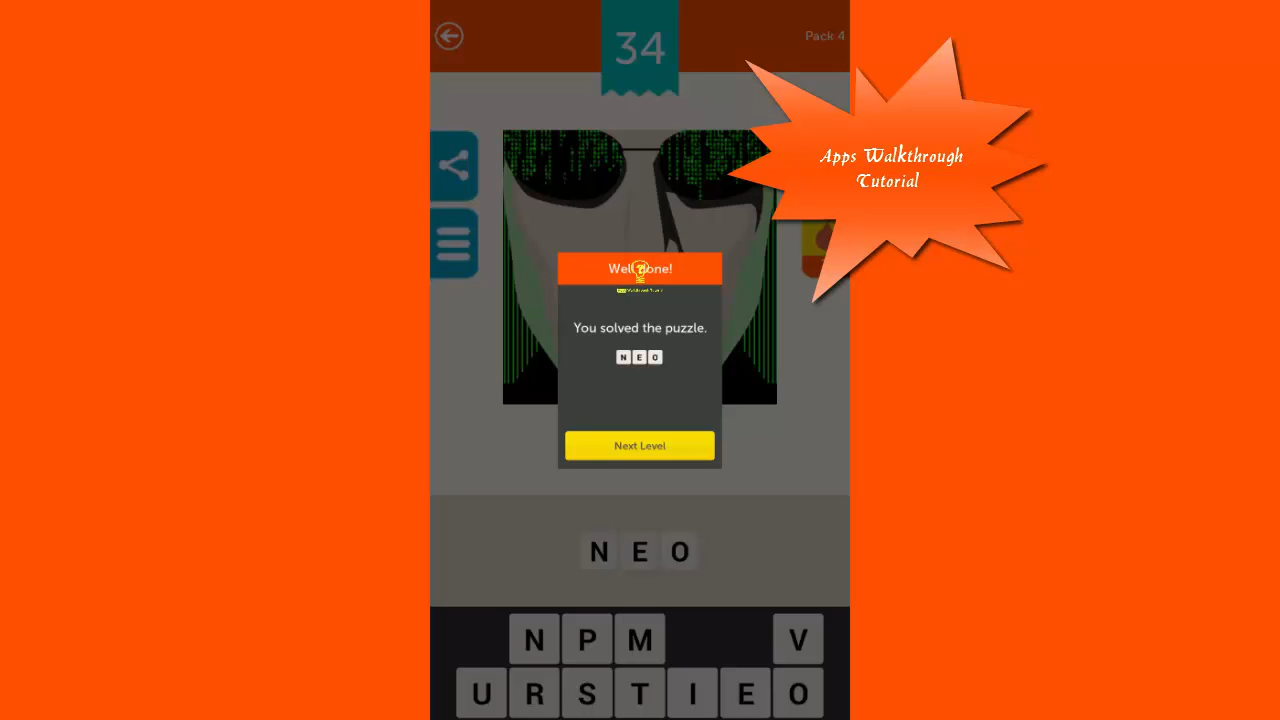 34
Pack 4
Apps Walkthrough
Tutorial
Well done!
You solved the puzzle.
N E O
Next Level
N E O
N P M V
U R S T I E O